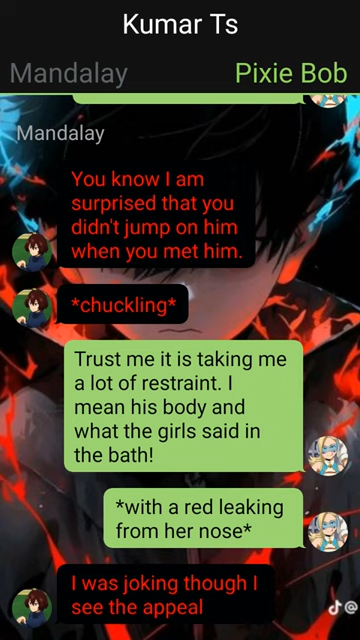 Kumar Ts
Mandalay Pixie Bob
Mandalay
You know I am
surprised that you
didn't jump on him
when you met him.
*chuckling*
Trust me it is taking me
a lot of restraint. I
mean his body and
what the girls said in
the bath!
*with a red leaking
from her nose*
I was joking though I
see the appeal
@